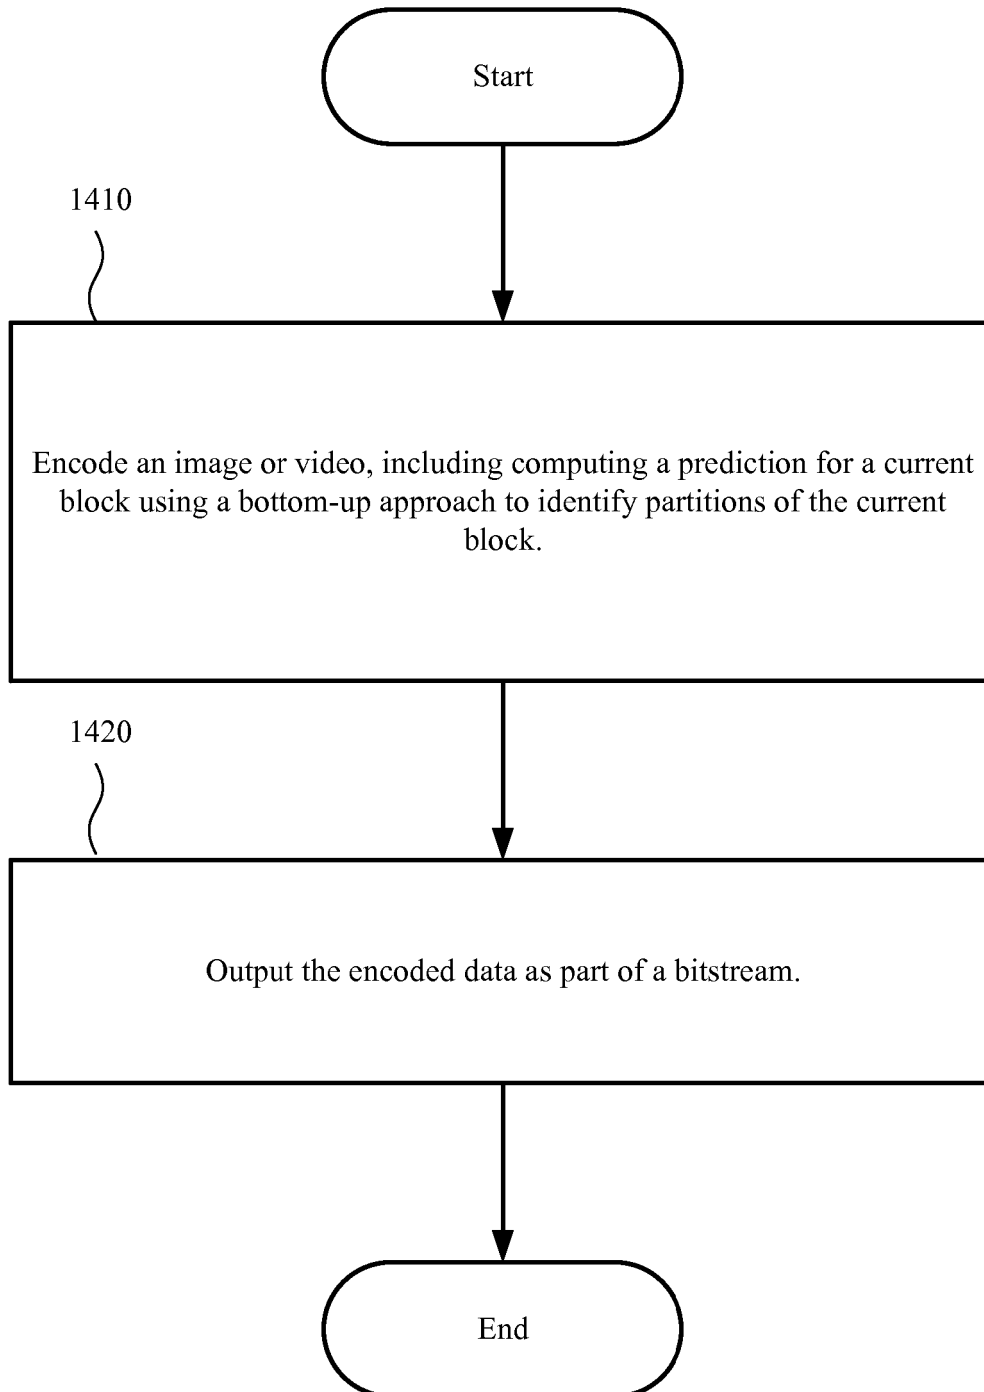 Start
1410
Encode an image or video, including computing a prediction for a current
block using a bottom-up approach to identify partitions of the current
block.
1420
Output the encoded data as part of a bitstream.
End